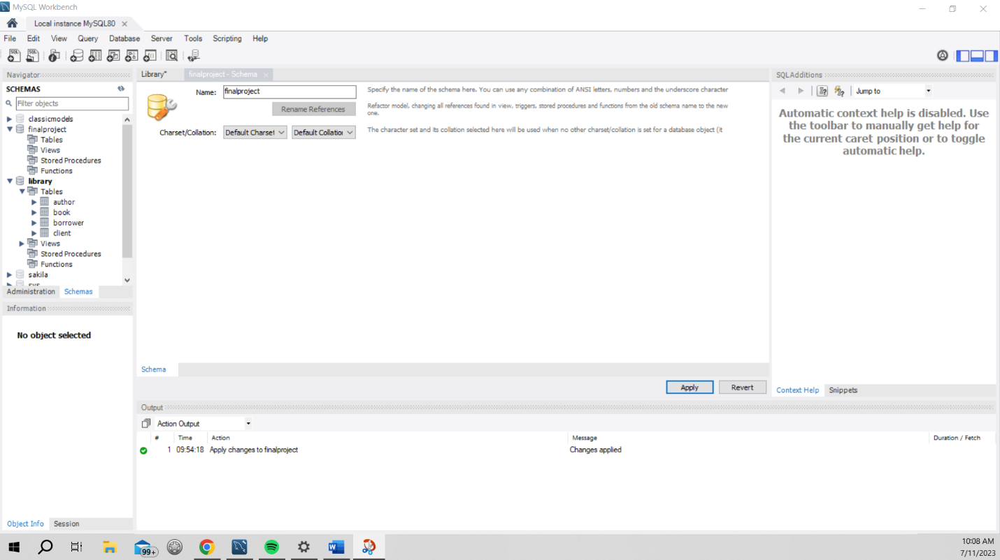 MySQL Workbench
Local instance MySQL80
File Edit View Query Database Server Tools Scripting Help
Navigator
SCHEMAS
Filter objects
classicmodels
finalproject
Tables
Views
Stored Procedures
Functions
library
Tables
author
book
borrower
client
Views
Stored Procedures
Functions
sakila
sys
Administration Schemas
Information
No object selected
Object Info Session
Library* finalproject - Schema
Name: finalproject
Specify the name of the schema here. You can use any combination of ANSI letters, numbers and the underscore character
Rename References
Refactor model, changing all references found in view, triggers, stored procedures and functions from the old schema name to the new
one.
Charset/Collation: Default Charset Default Collation
The character set and its collation selected here will be used when no other charset/collation is set for a database object (it
Schema
Apply Revert
SQLAdditions
Jump to
Automatic context help is disabled. Use
the toolbar to manually get help for
the current caret position or to toggle
automatic help.
Context Help Snippets
Output
Action Output
# Time Action Message Duration / Fetch
1 09:54:18 Apply changes to finalproject Changes applied
99+
10:08 AM
7/11/2023